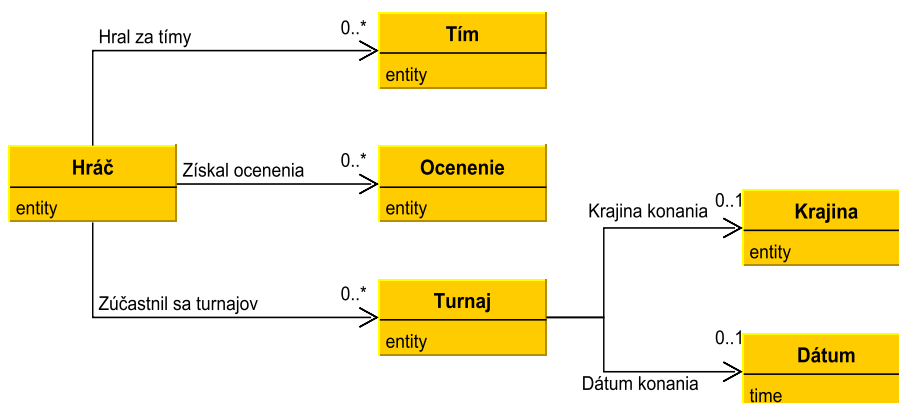 Hral za tímy
0..*
Tím
entity
Hráč
entity
Získal ocenenia
0..*
Ocenenie
entity
Zúčastnil sa turnajov
0..*
Turnaj
entity
Krajina konania
0..1
Krajina
entity
Dátum konania
0..1
Dátum
time